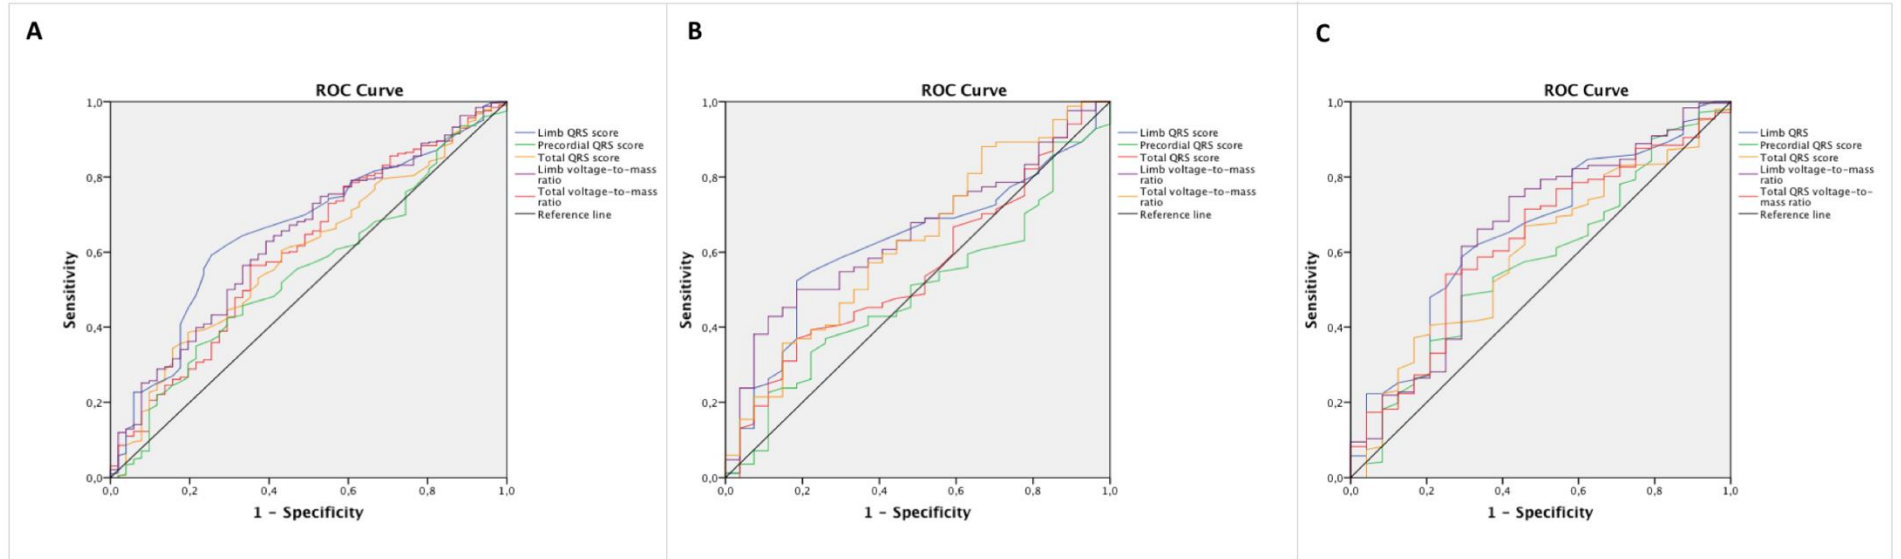 A
ROC Curve
Sensitivity
1,0
0,8
0,6
0,4
0,2
0,0
0,0 0,2 0,4 0,6 0,8 1,0
1 - Specificity
Limb QRS score
Precordial QRS score
Total QRS score
Limb voltage-to-mass
ratio
Total voltage-to-mass
ratio
Reference line
B
ROC Curve
Sensitivity
1,0
0,8
0,6
0,4
0,2
0,0
0,0 0,2 0,4 0,6 0,8 1,0
1 - Specificity
Limb QRS score
Precordial QRS score
Total QRS score
Limb voltage-to-mass
ratio
Total voltage-to-mass
ratio
Reference line
C
ROC Curve
Sensitivity
1,0
0,8
0,6
0,4
0,2
0,0
0,0 0,2 0,4 0,6 0,8 1,0
1 - Specificity
Limb QRS
Precordial QRS score
Total QRS score
Limb voltage-to-mass
ratio
Total QRS voltage-to-
mass ratio
Reference line